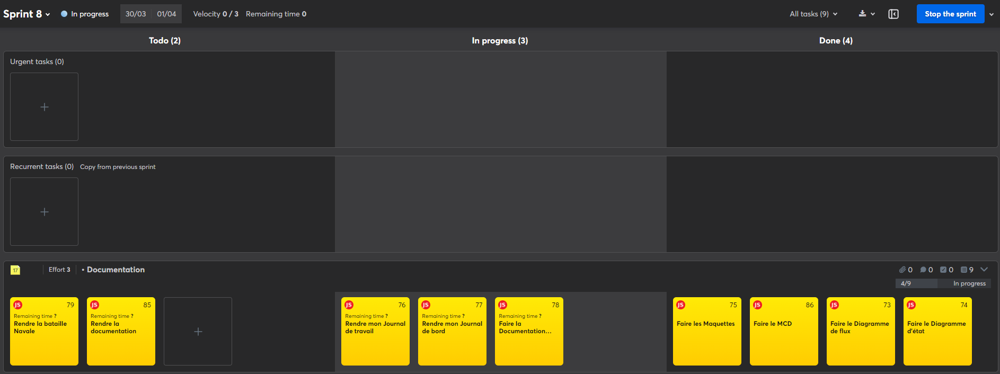 Sprint 8
In progress
30/03 01/04
Velocity 0 / 3 Remaining time 0
All tasks (9)
Stop the sprint
Todo (2)
In progress (3)
Done (4)
Urgent tasks (0)
Recurrent tasks (0) Copy from previous sprint
17
Effort 3
• Documentation
0 0 0 9
4/9 In progress
JS 79
Remaining time ?
Rendre la bataille
Navale
JS 85
Remaining time ?
Rendre la
documentation
JS 76
Remaining time ?
Rendre mon Journal
de travail
JS 77
Remaining time ?
Rendre mon Journal
de bord
JS 78
Remaining time ?
Faire la
Documentation...
JS 75
Faire les Maquettes
JS 86
Faire le MCD
JS 73
Faire le Diagramme
de flux
JS 74
Faire le Diagramme
d'état